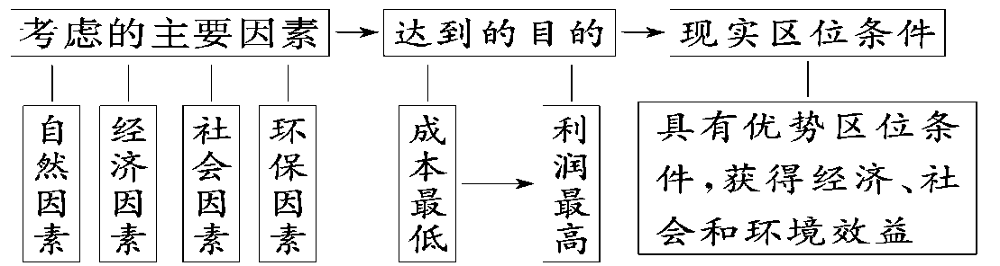 考虑的主要因素
达到的目的
现实区位条件
自然因素
经济因素
社会因素
环保因素
成本最低
利润最高
具有优势区位条
件，获得经济、社
会和环境效益